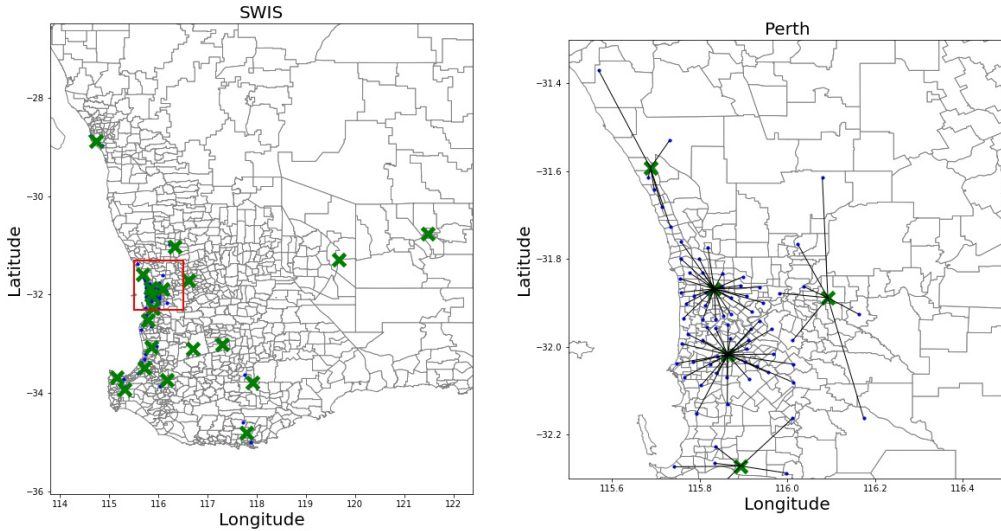 SWIS
Latitude
−28
−30
−32
−34
−36
114 115 116 117 118 119 120 121 122
Longitude
Perth
Latitude
−31.4
−31.6
−31.8
−32.0
−32.2
115.6 115.8 116.0 116.2 116.4
Longitude